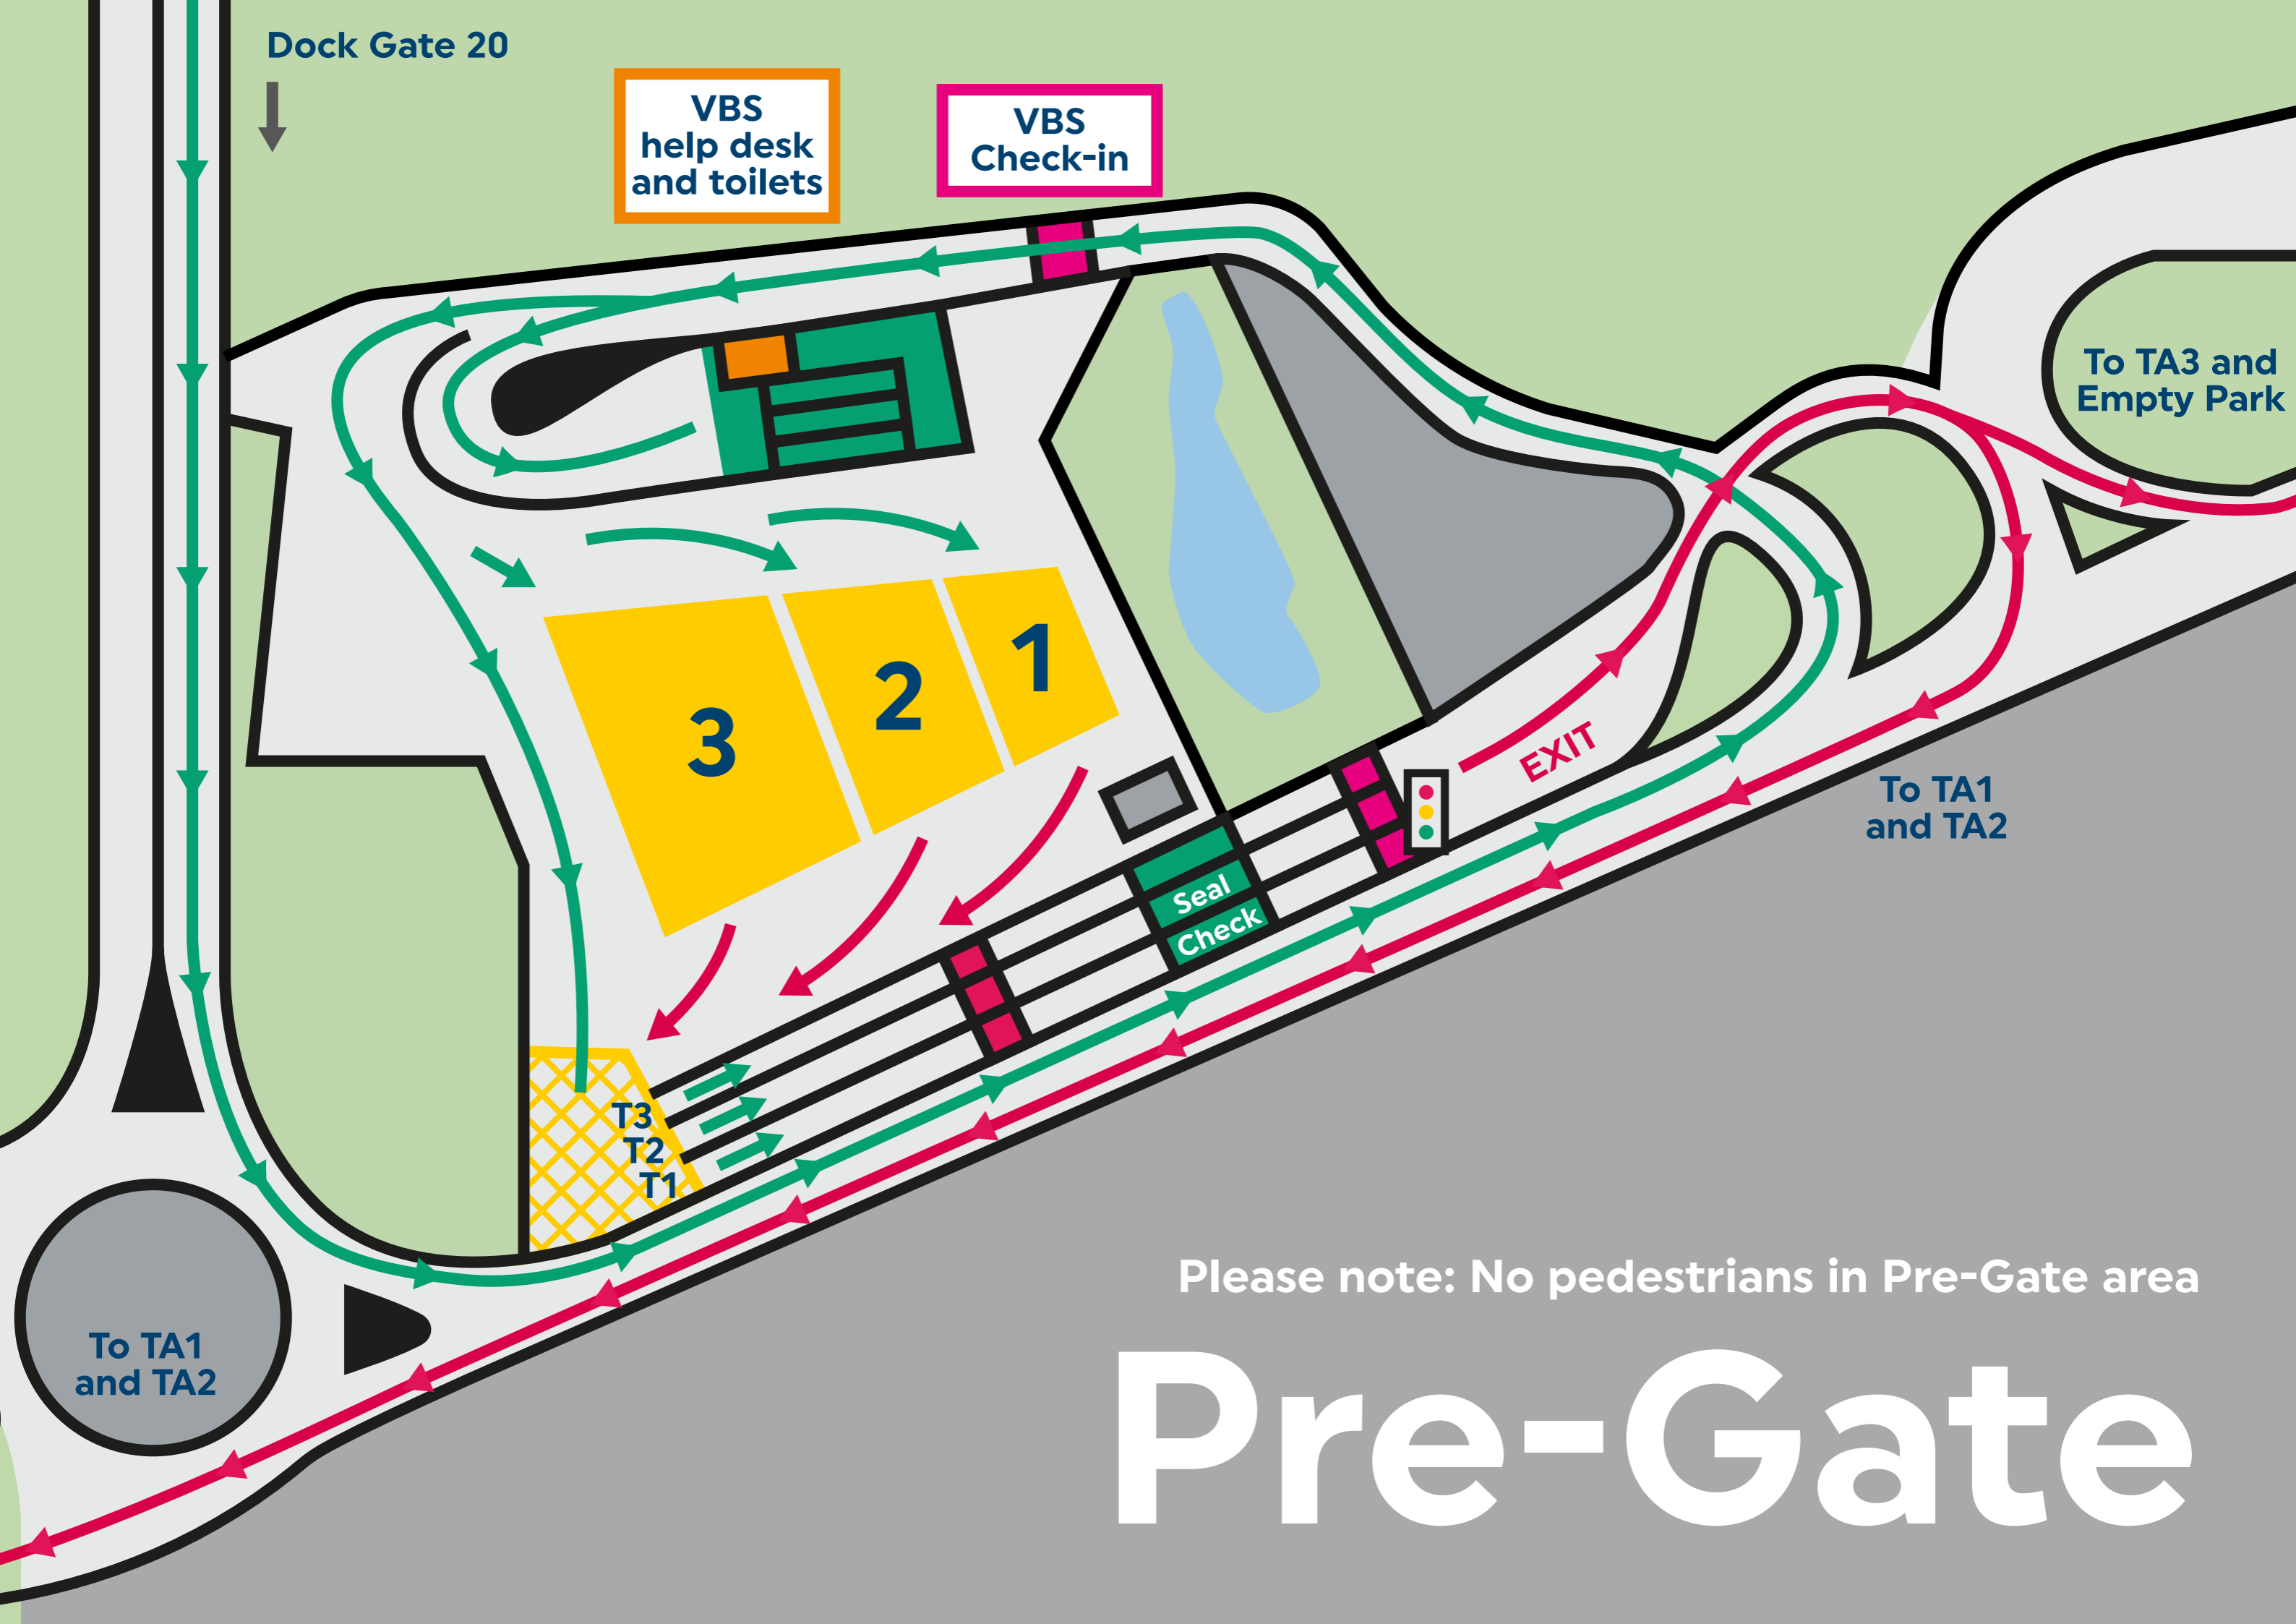 Dock Gate 20
VBS
help desk
and toilets
VBS
Check-in
To TA3 and
Empty Park
1
2
3
EXIT
To TA1
and TA2
Seal
Check
T3
T2
T1
To TA1
and TA2
Please note: No pedestrians in Pre-Gate area
Pre-Gate